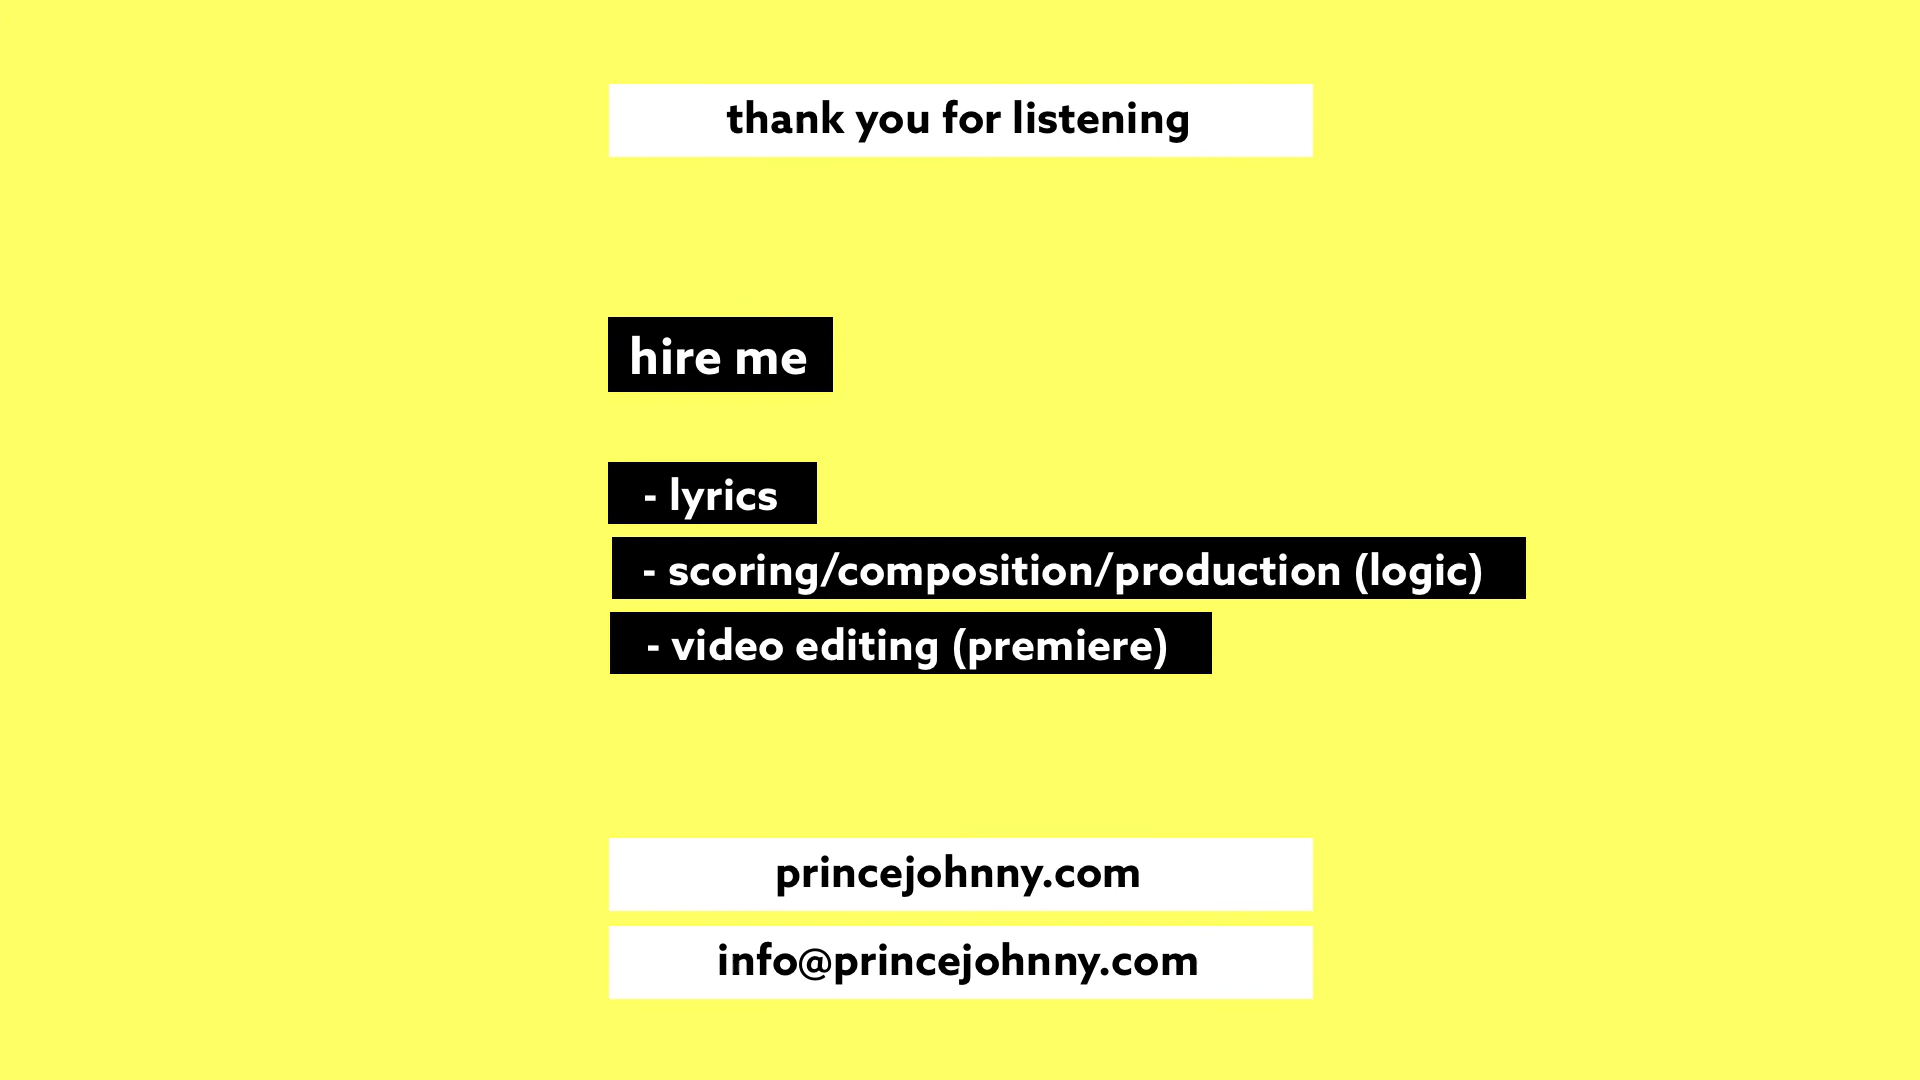 thank you for listening
hire me
- lyrics
- scoring/composition/production (logic)
- video editing (premiere)
princejohnny.com
info@princejohnny.com